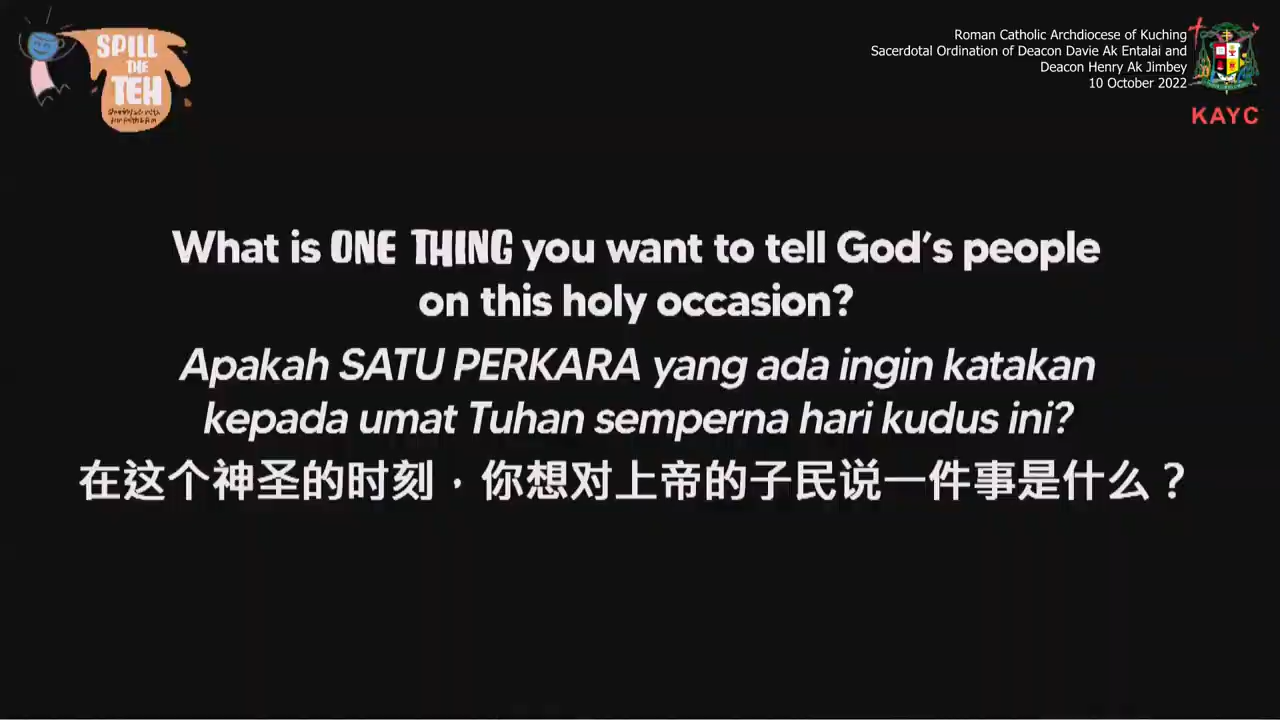 SPILL
THE
TEH
Roman Catholic Archdiocese of Kuching
Sacerdotal Ordination of Deacon Davie Ak Entalai and
Deacon Henry Ak Jimbey
10 October 2022
KAYC
What is ONE THING you want to tell God's people
on this holy occasion?
Apakah SATU PERKARA yang ada ingin katakan
kepada umat Tuhan semperna hari kudus ini?
在这个神圣的时刻，你想对上帝的子民说一件事是什么？